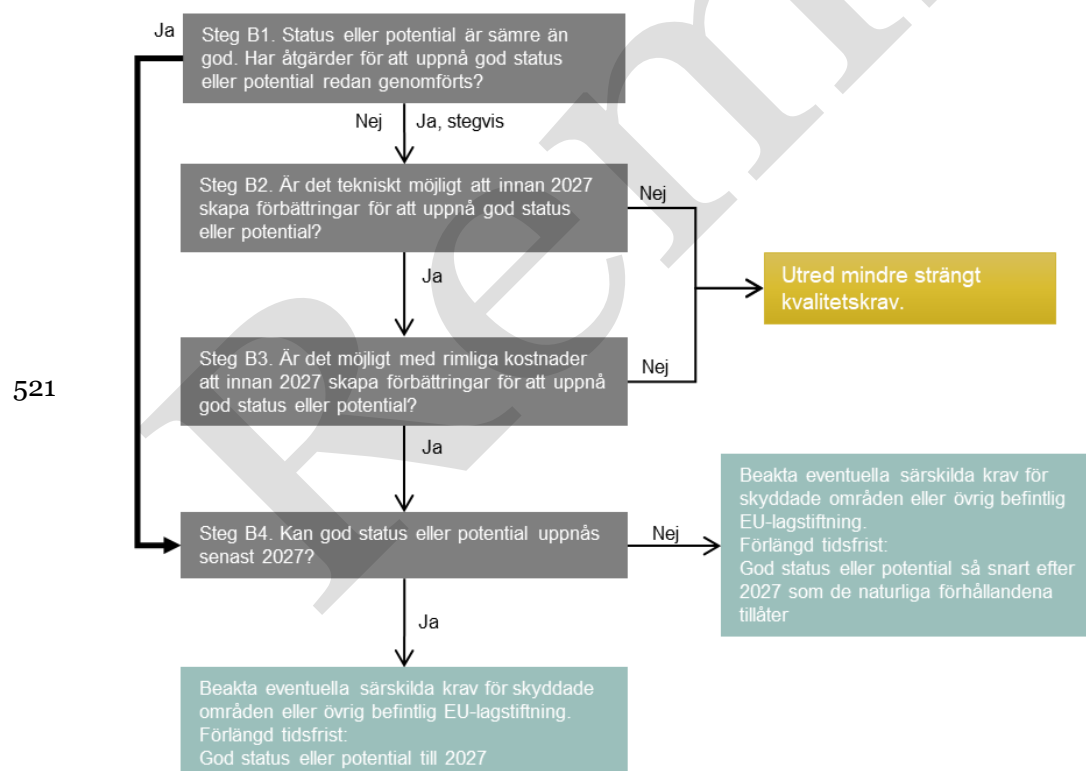 Ja
Steg B1. Status eller potential är sämre än
god. Har åtgärder för att uppnå god status
eller potential redan genomförts?
Nej
Ja, stegvis
Steg B2. Är det tekniskt möjligt att innan 2027
skapa förbättringar för att uppnå god status
eller potential?
Nej
Ja
Utred mindre strängt
kvalitetskrav.
Steg B3. Är det möjligt med rimliga kostnader
att innan 2027 skapa förbättringar för att uppnå
god status eller potential?
Nej
521
Ja
Steg B4. Kan god status eller potential uppnås
senast 2027?
Nej
Beakta eventuella särskilda krav för
skyddade områden eller övrig befintlig
EU-lagstiftning.
Förlängd tidsfrist:
God status eller potential så snart efter
2027 som de naturliga förhållandena
tillåter
Ja
Beakta eventuella särskilda krav för skyddade
områden eller övrig befintlig EU-lagstiftning.
Förlängd tidsfrist:
God status eller potential till 2027
Rem